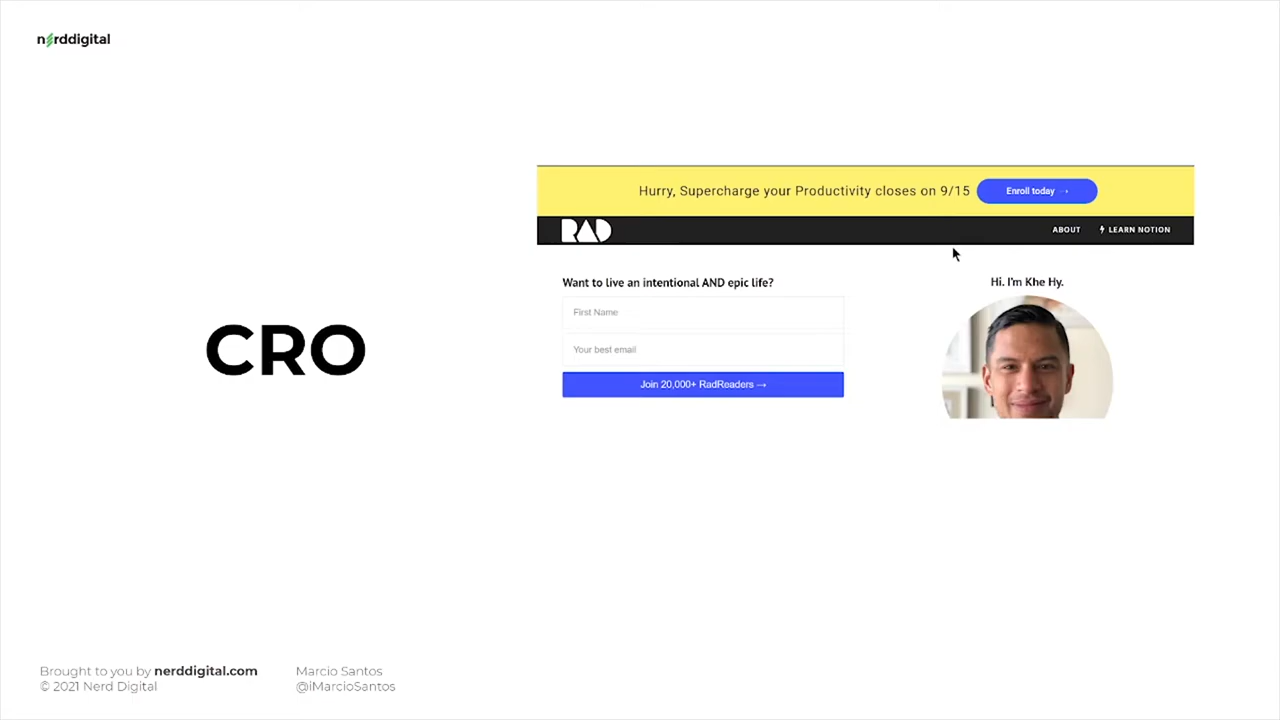 nerddigital
CRO
Hurry, Supercharge your Productivity closes on 9/15
Enroll today →
RAD
ABOUT
LEARN NOTION
Want to live an intentional AND epic life?
First Name
Your best email
Join 20,000+ RadReaders →
Hi. I'm Khe Hy.
Brought to you by nerddigital.com
© 2021 Nerd Digital
Marcio Santos
@iMarcioSantos